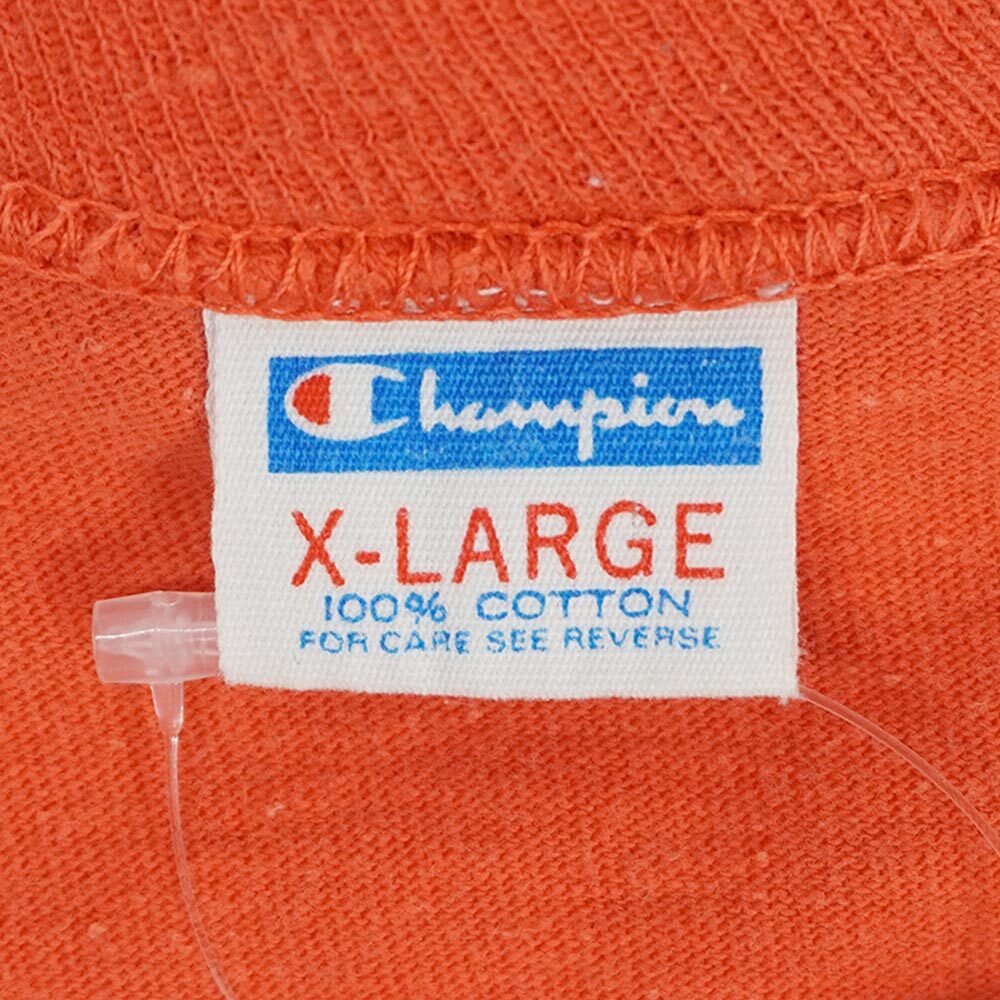 Champion
X-LARGE
100% COTTON
FOR CARE SEE REVERSE